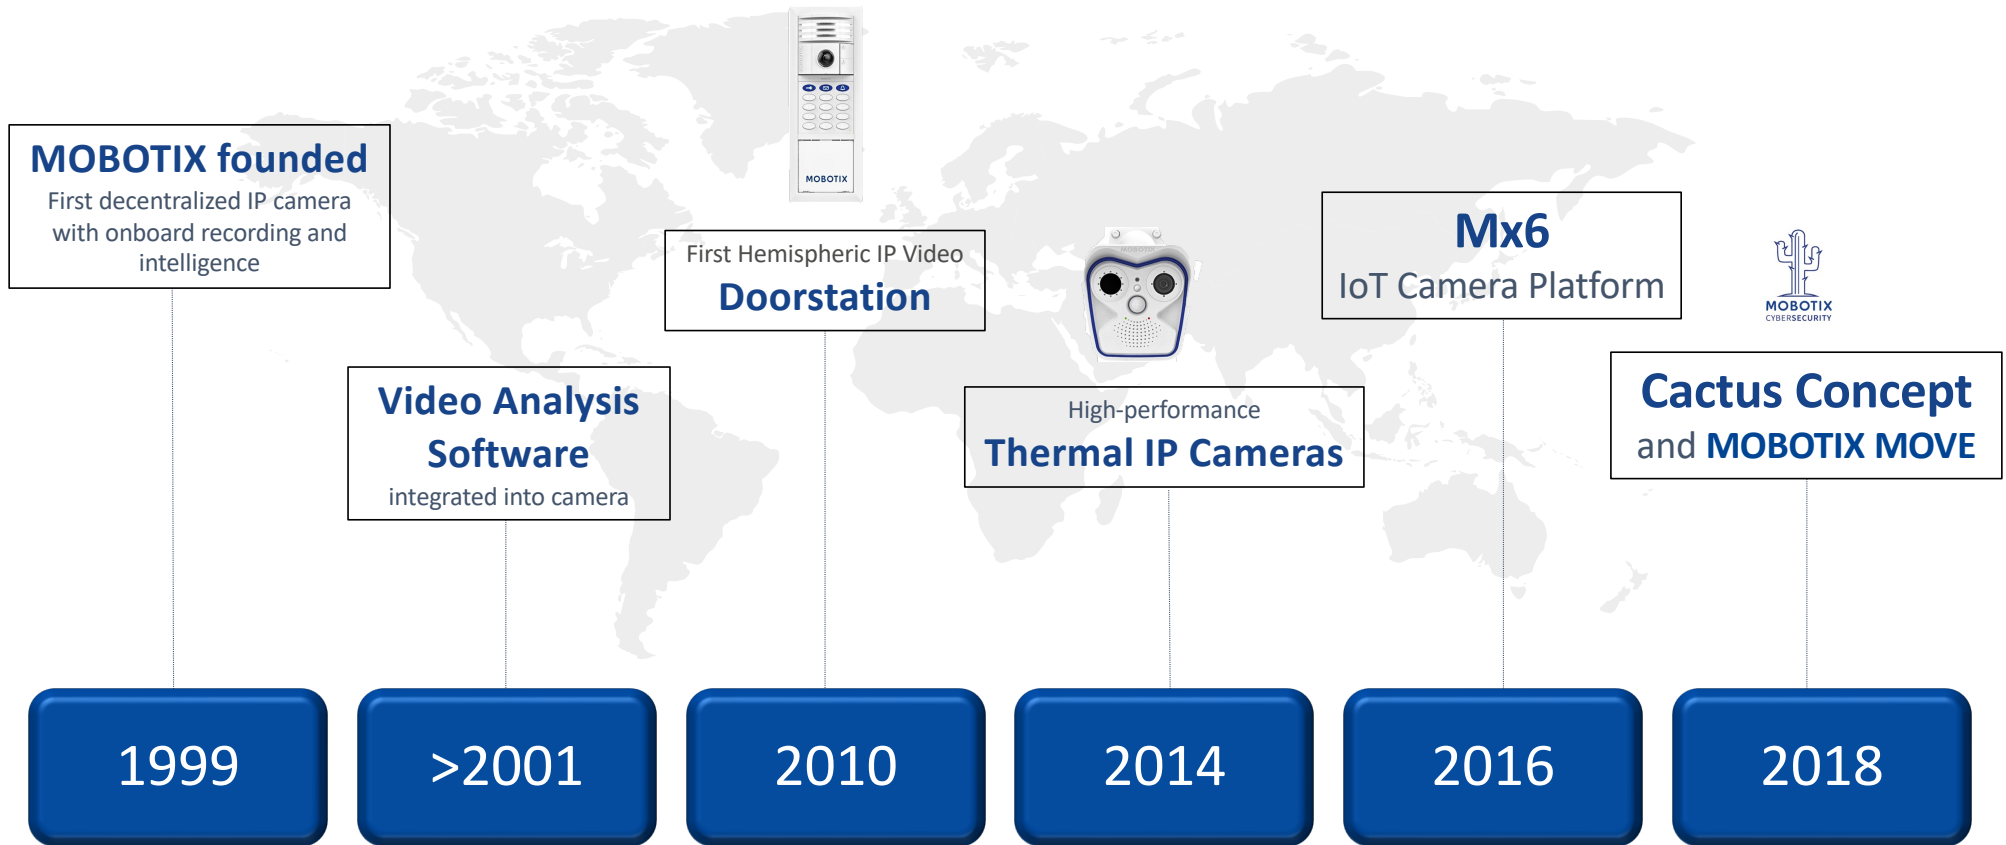 MOBOTIX founded
First decentralized IP camera
with onboard recording and
intelligence
Video Analysis
Software
integrated into camera
MOBOTIX
First Hemispheric IP Video
Doorstation
MOBOTIX
High-performance
Thermal IP Cameras
Mx6
IoT Camera Platform
MOBOTIX
CYBERSECURITY
Cactus Concept
and MOBOTIX MOVE
1999
>2001
2010
2014
2016
2018